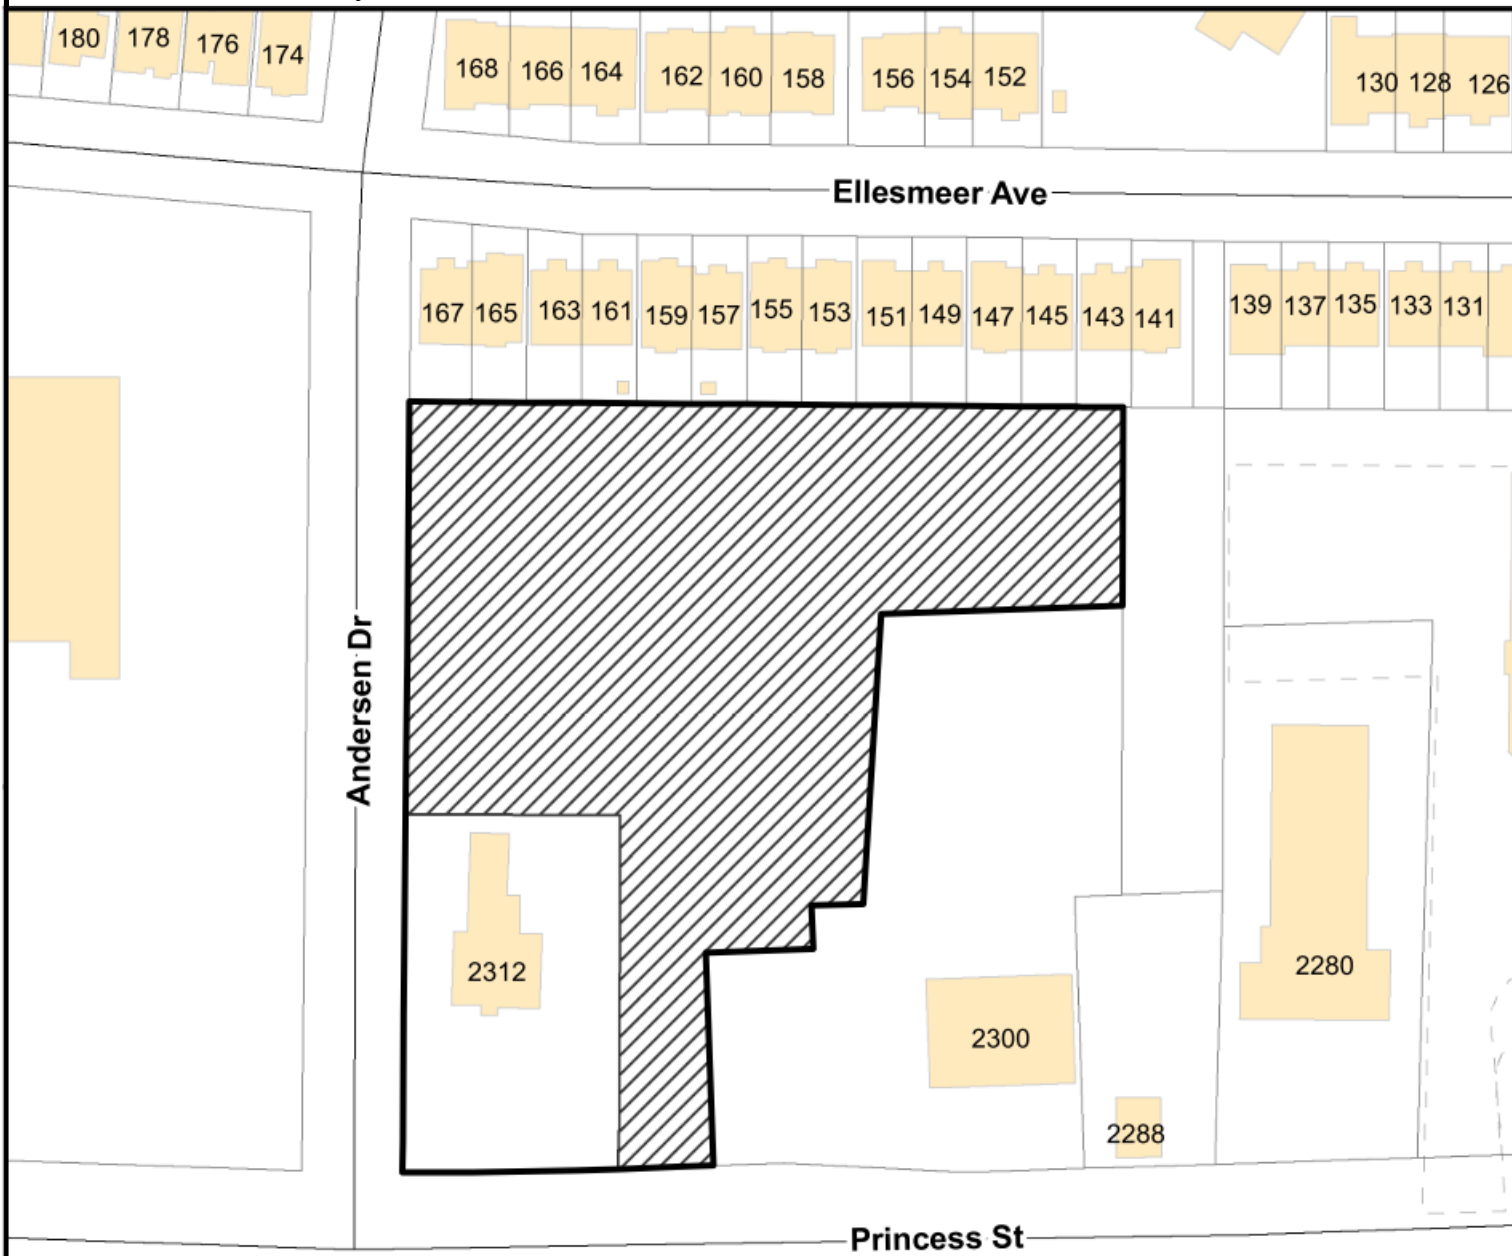 180 178 176 174 168 166 164 162 160 158 156 154 152 130 128 126
Ellesmeer Ave
167 165 163 161 159 157 155 153 151 149 147 145 143 141 139 137 135 133 131
Andersen Dr
2312 2300 2288 2280
Princess St